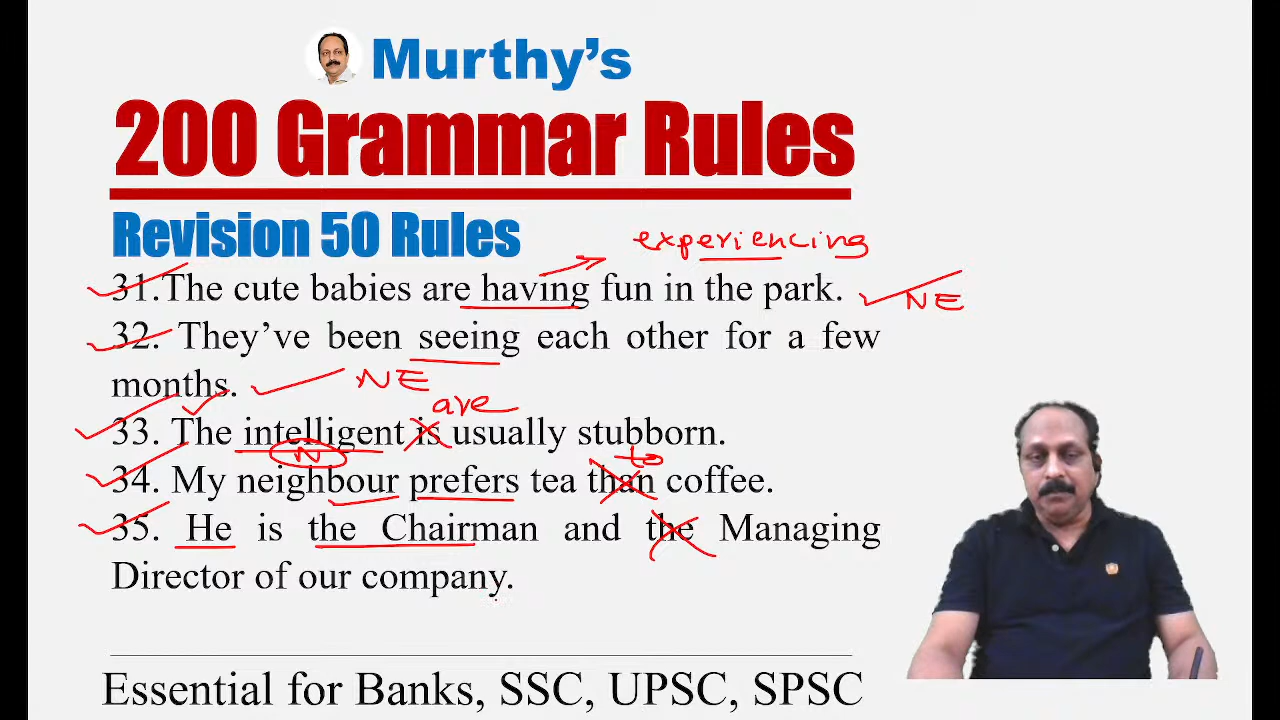 Murthy's
200 Grammar Rules
Revision 50 Rules
experiencing
31.The cute babies are having fun in the park.
NE
32. They've been seeing each other for a few
months.
NE
are
33. The intelligent is usually stubborn.
N
to
34. My neighbour prefers tea than coffee.
35. He is the Chairman and the Managing
Director of our company.
Essential for Banks, SSC, UPSC, SPSC